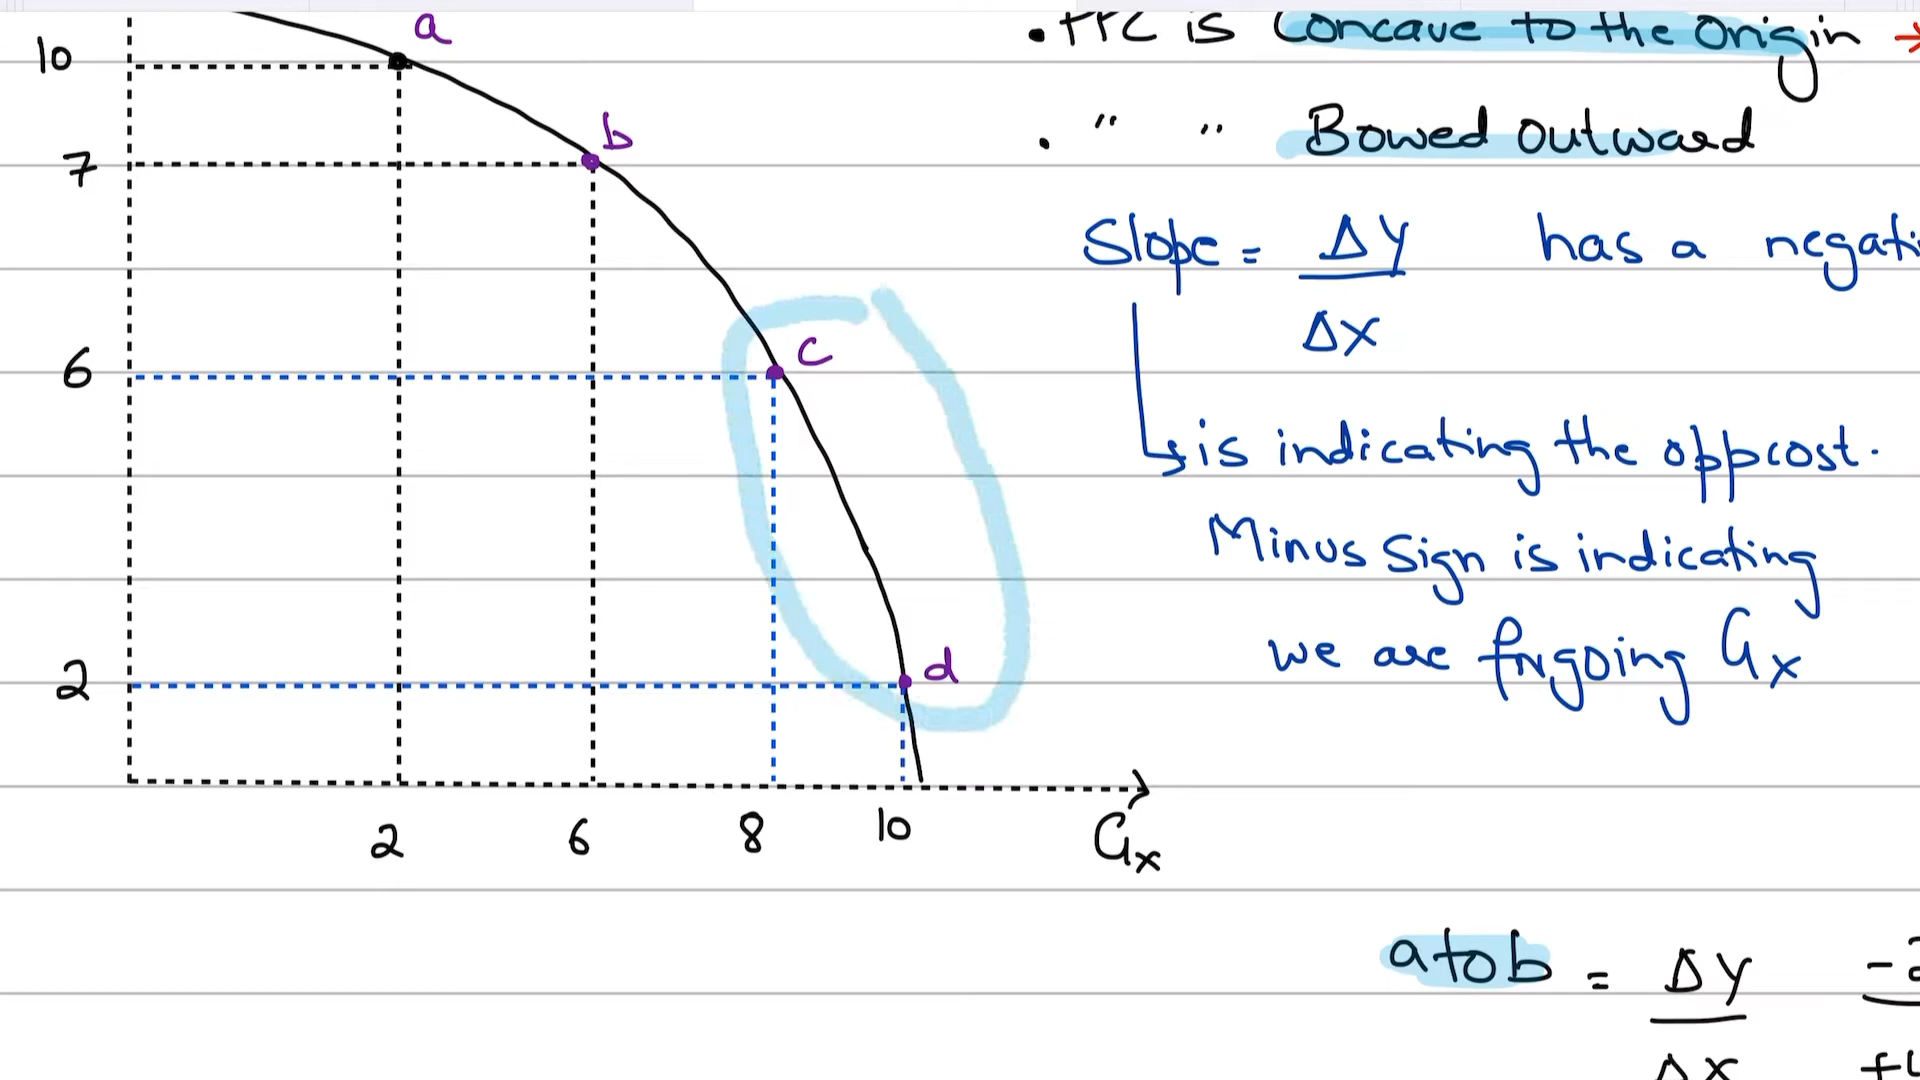 a
10
• PPC is Concave to the Origin →
b
• " " Bowed Outward
7
Slope = ΔY has a negati
ΔX
c
6
↳ is indicating the oppcost.
Minus Sign is indicating
we are frgoing Gx
d
2
2 6 8 10 Gx
a to b = ΔY
ΔX